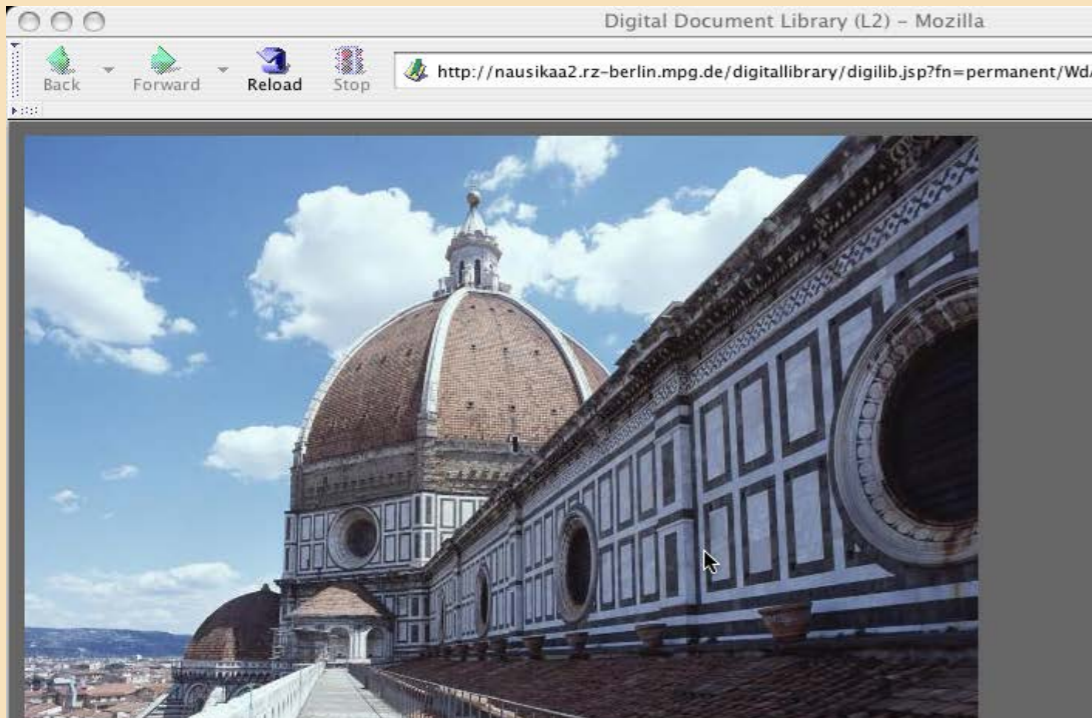 Digital Document Library (L2) – Mozilla
Back Forward Reload Stop http://nausikaa2.rz-berlin.mpg.de/digitallibrary/digilib.jsp?fn=permanent/Wd